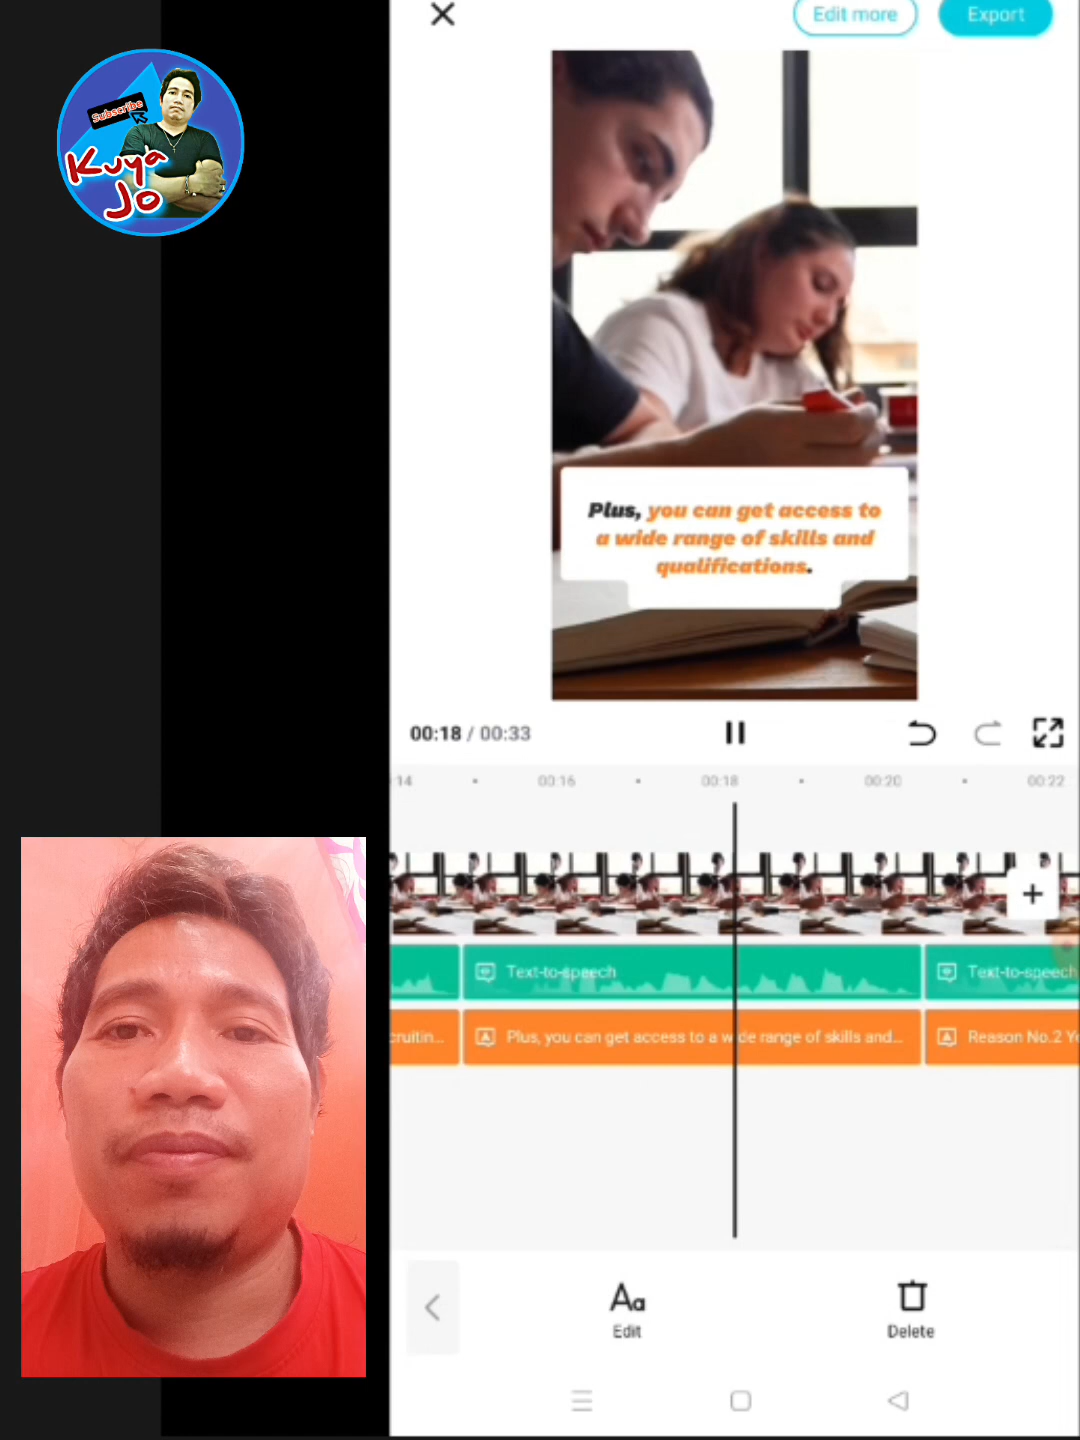 Edit more
Export
Subscribe
Kuya
Jo
Plus, you can get access to
a wide range of skills and
qualifications.
00:18 / 00:33
:14
00:16
00:18
00:20
00:22
Text-to-speech
Text-to-speech
cruitin...
Plus, you can get access to a wide range of skills and...
Reason No.2 Y
Edit
Delete